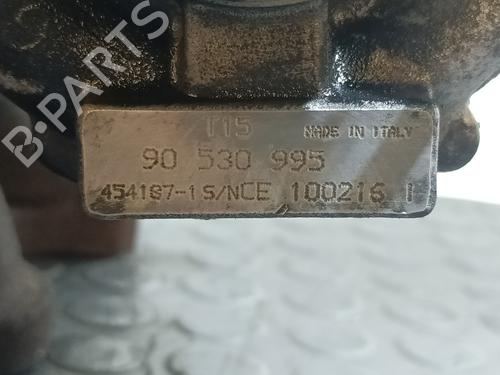 B-PARTS
T15 MADE IN ITALY
90 530 995
454187-1 S/NCE 100216 I